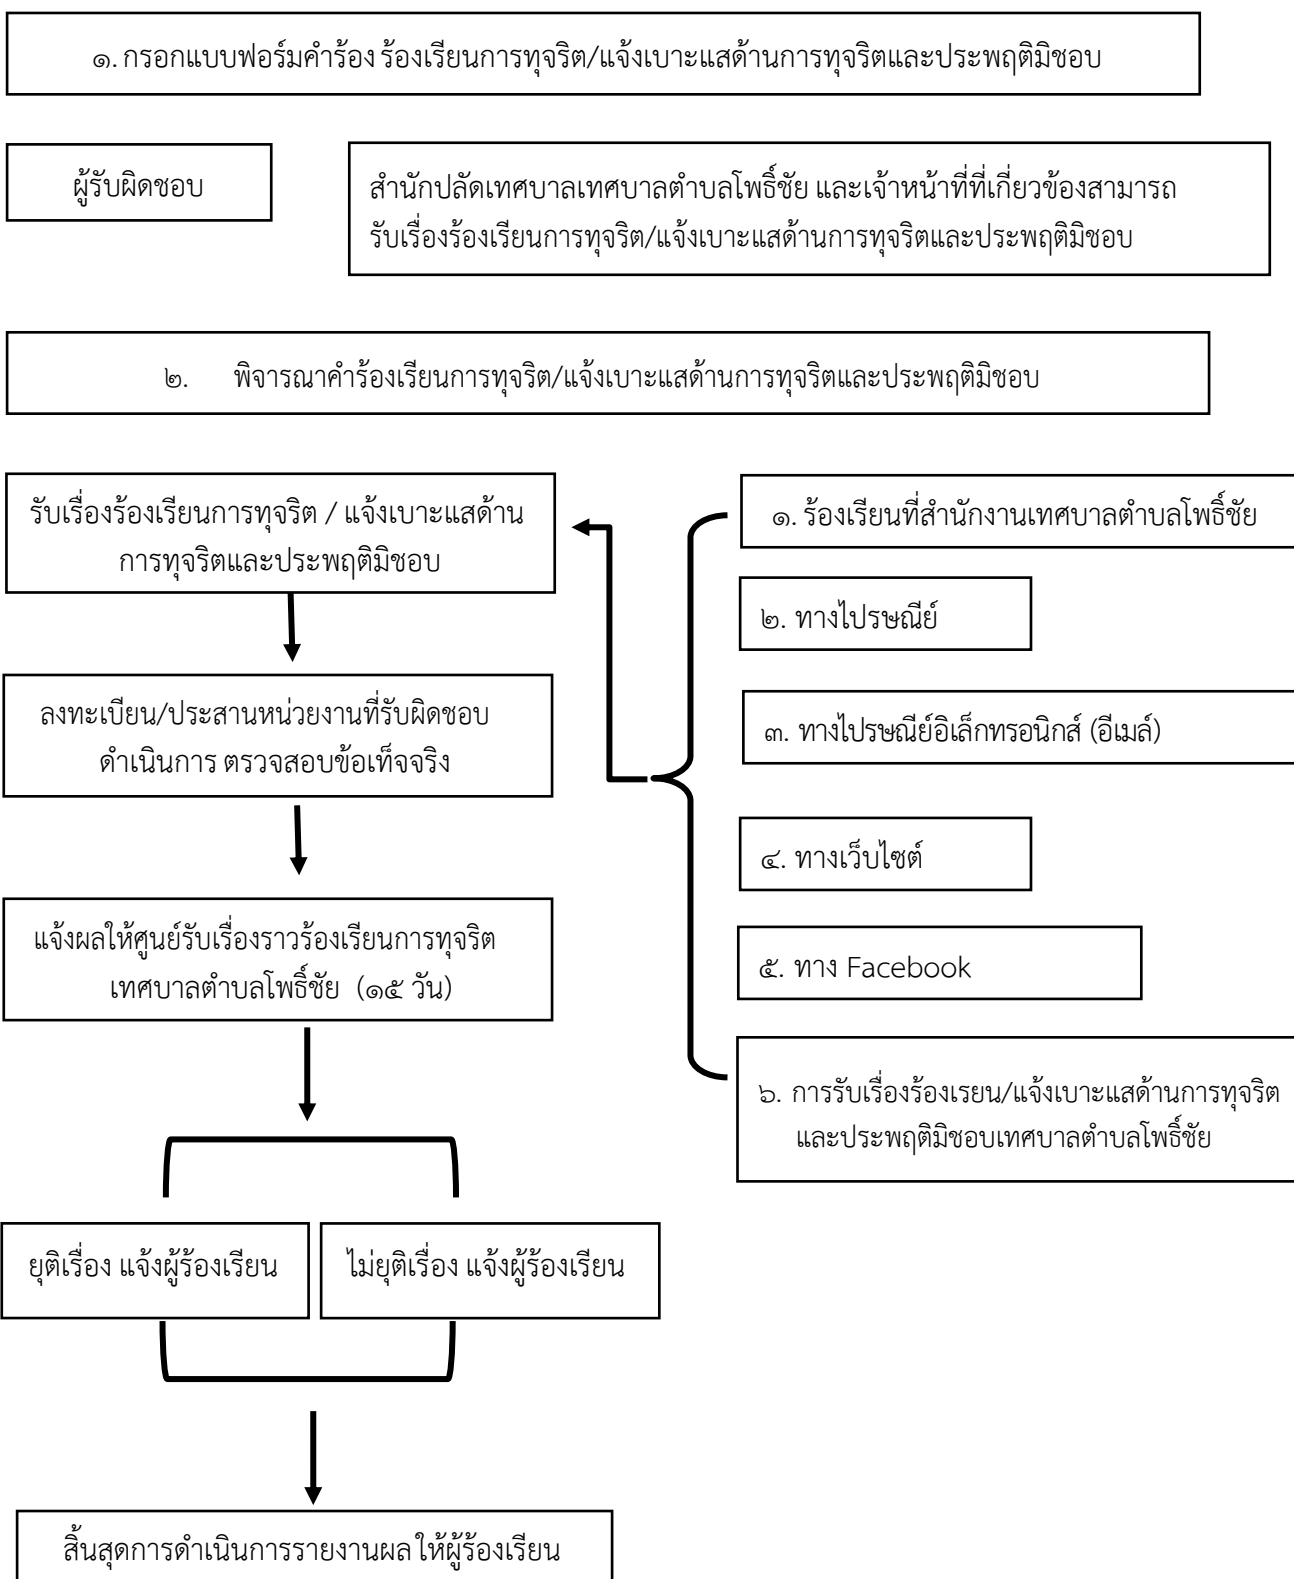 ๑. กรอกแบบฟอร์มคำร้อง ร้องเรียนการทุจริต/แจ้งเบาะแสด้านการทุจริตและประพฤติมิชอบ
ผู้รับผิดชอบ
สำนักปลัดเทศบาลเทศบาลตำบลโพธิ์ชัย และเจ้าหน้าที่ที่เกี่ยวข้องสามารถ
รับเรื่องร้องเรียนการทุจริต/แจ้งเบาะแสด้านการทุจริตและประพฤติมิชอบ
๒. พิจารณาคำร้องเรียนการทุจริต/แจ้งเบาะแสด้านการทุจริตและประพฤติมิชอบ
รับเรื่องร้องเรียนการทุจริต / แจ้งเบาะแสด้าน
การทุจริตและประพฤติมิชอบ
ลงทะเบียน/ประสานหน่วยงานที่รับผิดชอบ
ดำเนินการ ตรวจสอบข้อเท็จจริง
แจ้งผลให้ศูนย์รับเรื่องราวร้องเรียนการทุจริต
เทศบาลตำบลโพธิ์ชัย (๑๕ วัน)
๑. ร้องเรียนที่สำนักงานเทศบาลตำบลโพธิ์ชัย
๒. ทางไปรษณีย์
๓. ทางไปรษณีย์อิเล็กทรอนิกส์ (อีเมล์)
๔. ทางเว็บไซต์
๕. ทาง Facebook
๖. การรับเรื่องร้องเรยน/แจ้งเบาะแสด้านการทุจริต
และประพฤติมิชอบเทศบาลตำบลโพธิ์ชัย
ยุติเรื่อง แจ้งผู้ร้องเรียน
ไม่ยุติเรื่อง แจ้งผู้ร้องเรียน
สิ้นสุดการดำเนินการรายงานผล ให้ผู้ร้องเรียน